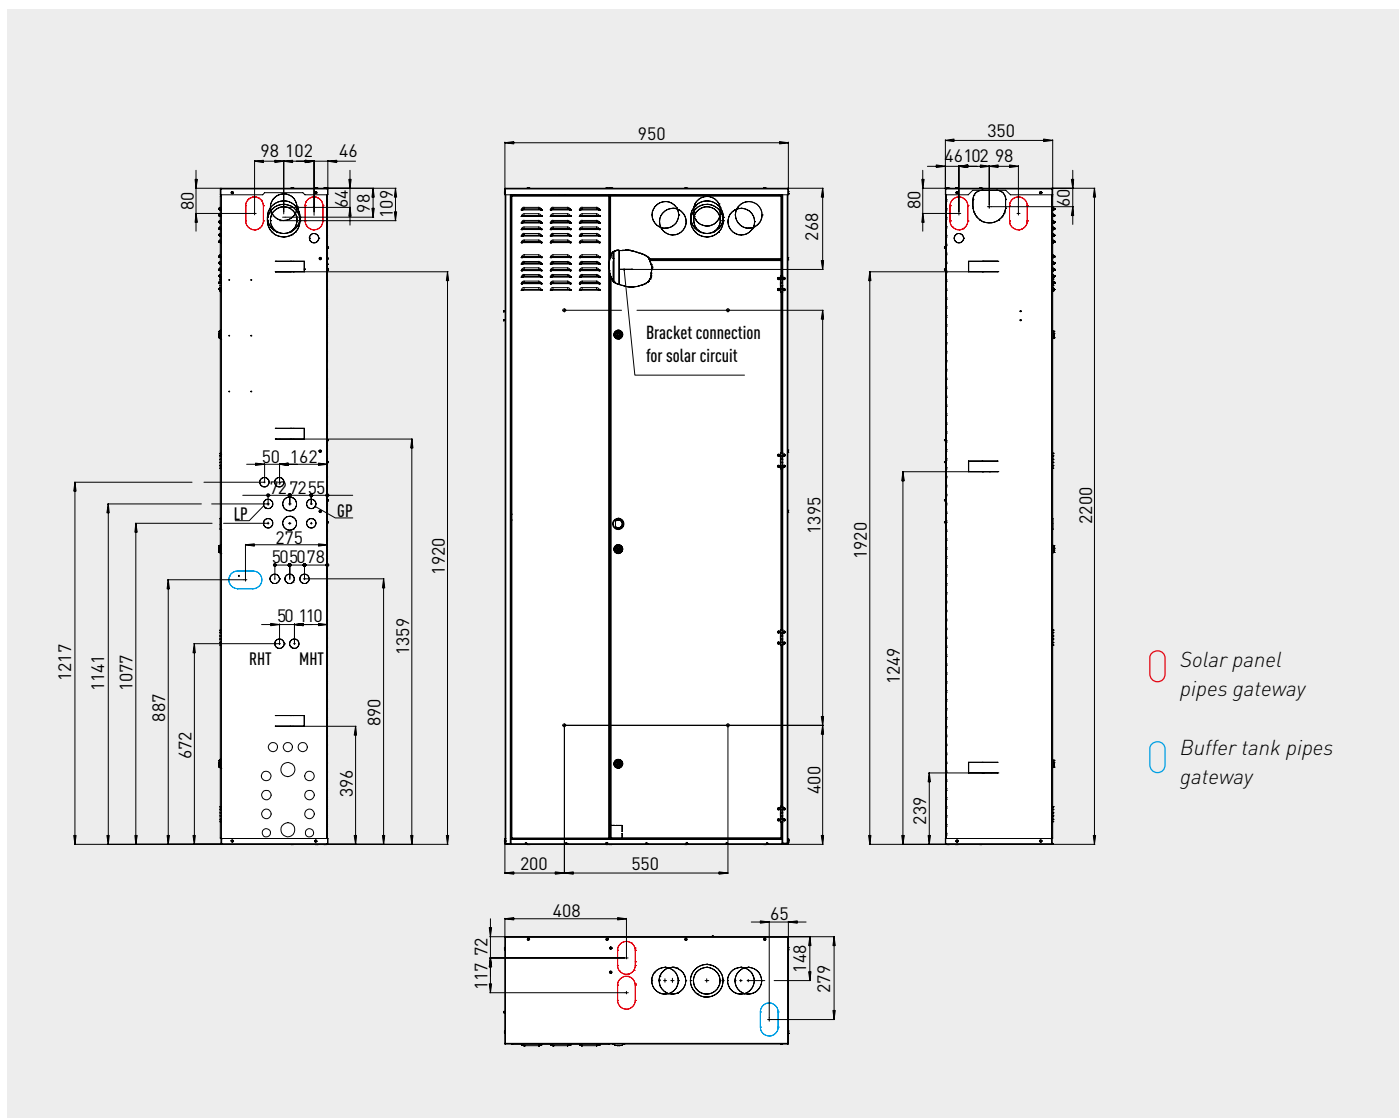 98 102 46
80
64
98
109
50 162
72 72 55
LP
GP
275
50 50 78
50 110
RHT MHT
1217
1141
1077
887
672
396
890
1359
1920
950
268
Bracket connection
for solar circuit
1395
400
200 550
350
46 102 98
80
60
1920
1249
239
2200
408
65
72
117
148
279
Solar panel
pipes gateway
Buffer tank pipes
gateway